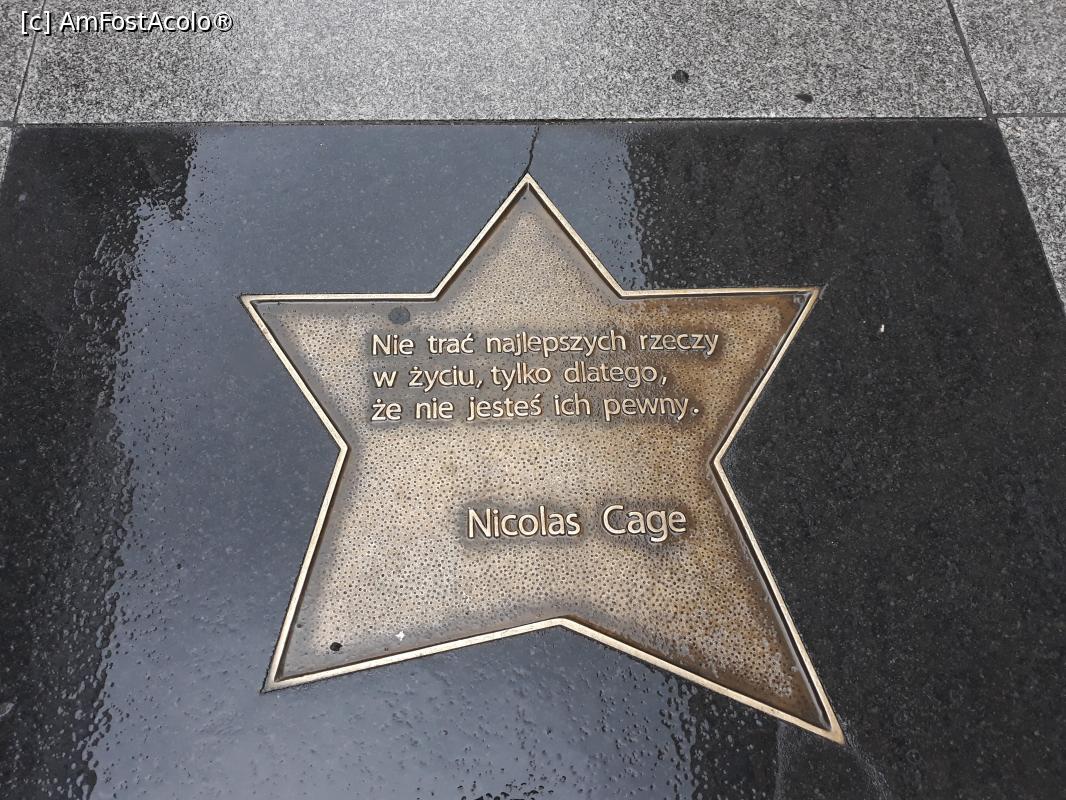 [c] AmFostAcolo®
Nie trać najlepszych rzeczy
w życiu, tylko dlatego,
że nie jesteś ich pewny.
Nicolas Cage